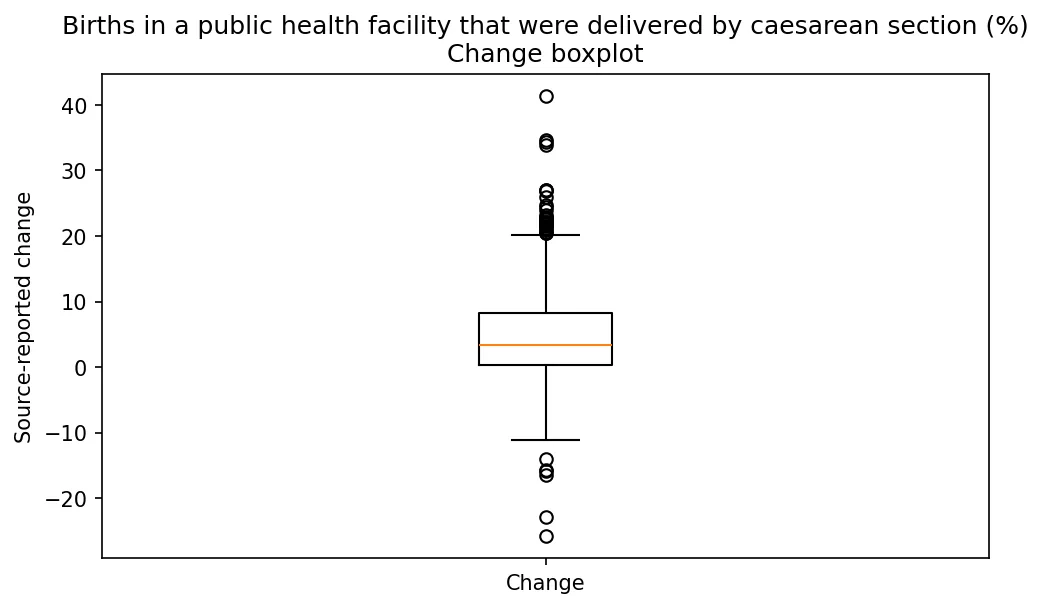 Births in a public health facility that were delivered by caesarean section (%)
Change boxplot
Source-reported change
40
30
20
10
0
−10
−20
Change